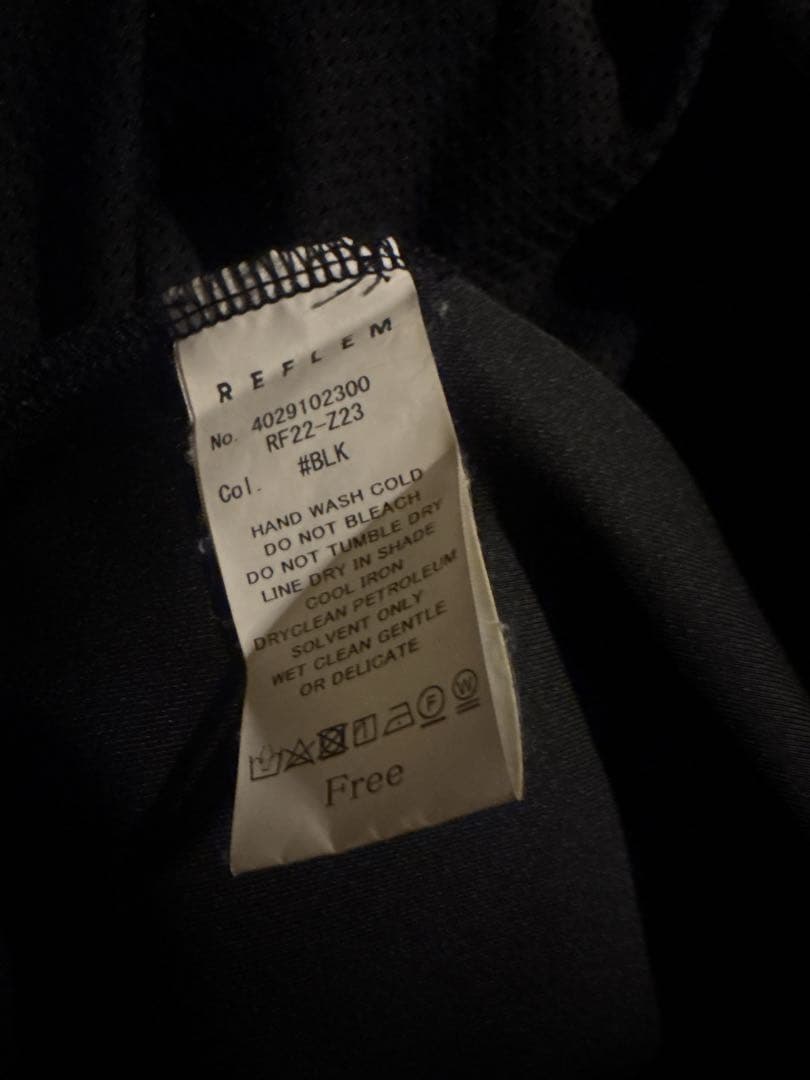 REFLEM
No. 4029102300
RF22-Z23
Col. #BLK
HAND WASH COLD
DO NOT BLEACH
DO NOT TUMBLE DRY
LINE DRY IN SHADE
COOL IRON
DRYCLEAN PETROLEUM
SOLVENT ONLY
WET CLEAN GENTLE
OR DELICATE
F W
Free